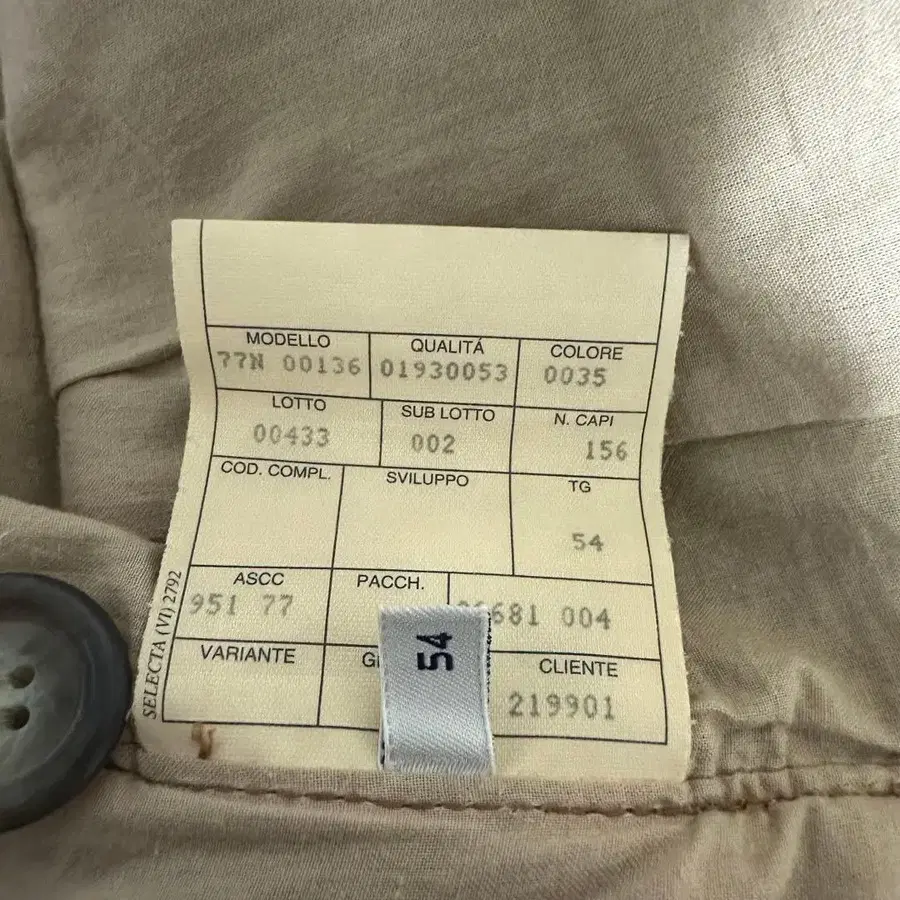 MODELLO QUALITÁ COLORE
77N 00136 01930053 0035
LOTTO SUB LOTTO N. CAPI
00433 002 156
COD. COMPL. SVILUPPO TG
54
ASCC PACCH.
951 77 004
VARIANTE CLIENTE
219901
SELECTA (VI) 2792
54